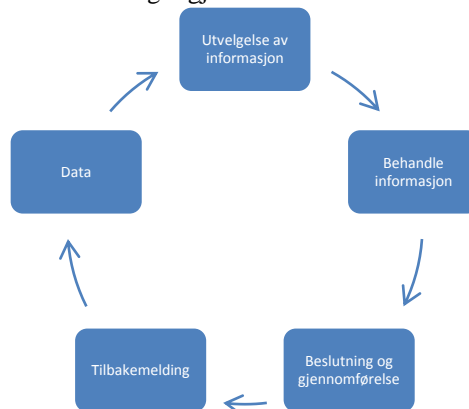 Utvelgelse av
informasjon
Behandle
informasjon
Beslutning og
gjennomførelse
Tilbakemelding
Data